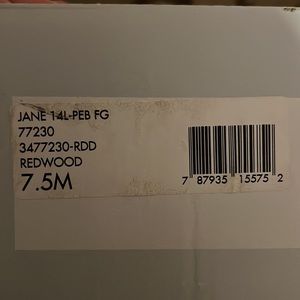 JANE 14L-PEB FG
77230
3477230-RDD
REDWOOD
7.5M
7 87935 15575 2